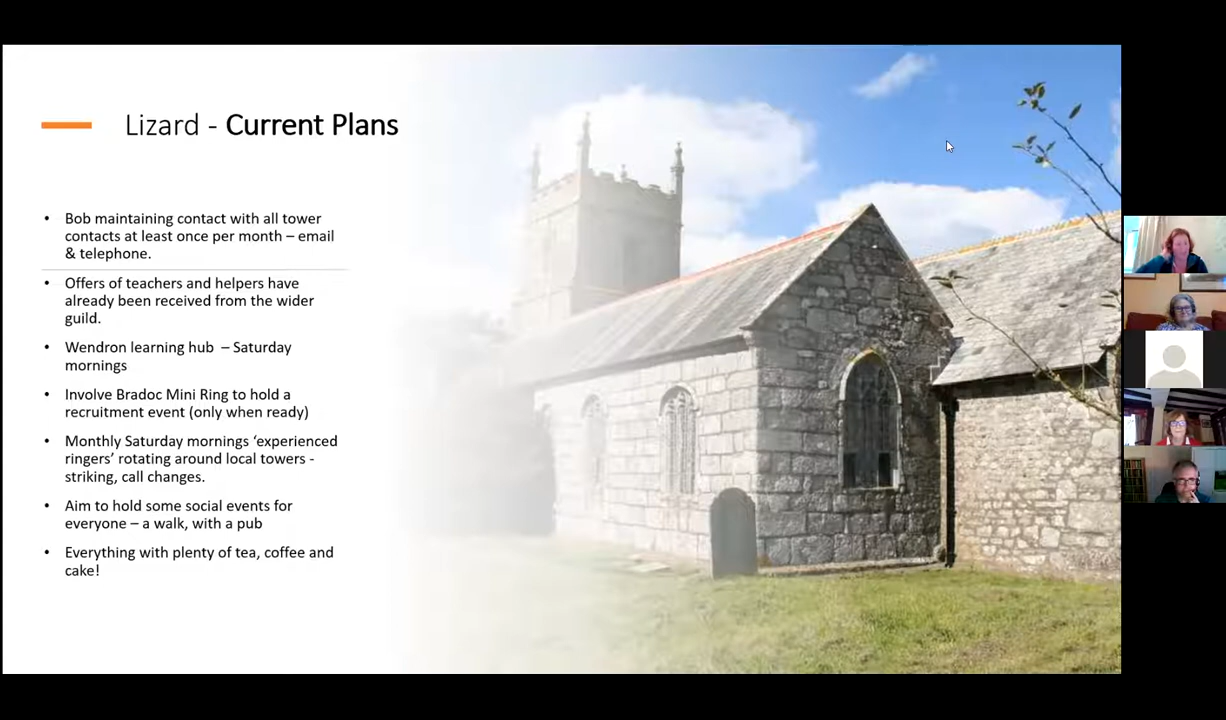 Lizard - Current Plans
• Bob maintaining contact with all tower
contacts at least once per month – email
& telephone.
• Offers of teachers and helpers have
already been received from the wider
guild.
• Wendron learning hub – Saturday
mornings
• Involve Bradoc Mini Ring to hold a
recruitment event (only when ready)
• Monthly Saturday mornings ‘experienced
ringers’ rotating around local towers -
striking, call changes.
• Aim to hold some social events for
everyone – a walk, with a pub
• Everything with plenty of tea, coffee and
cake!